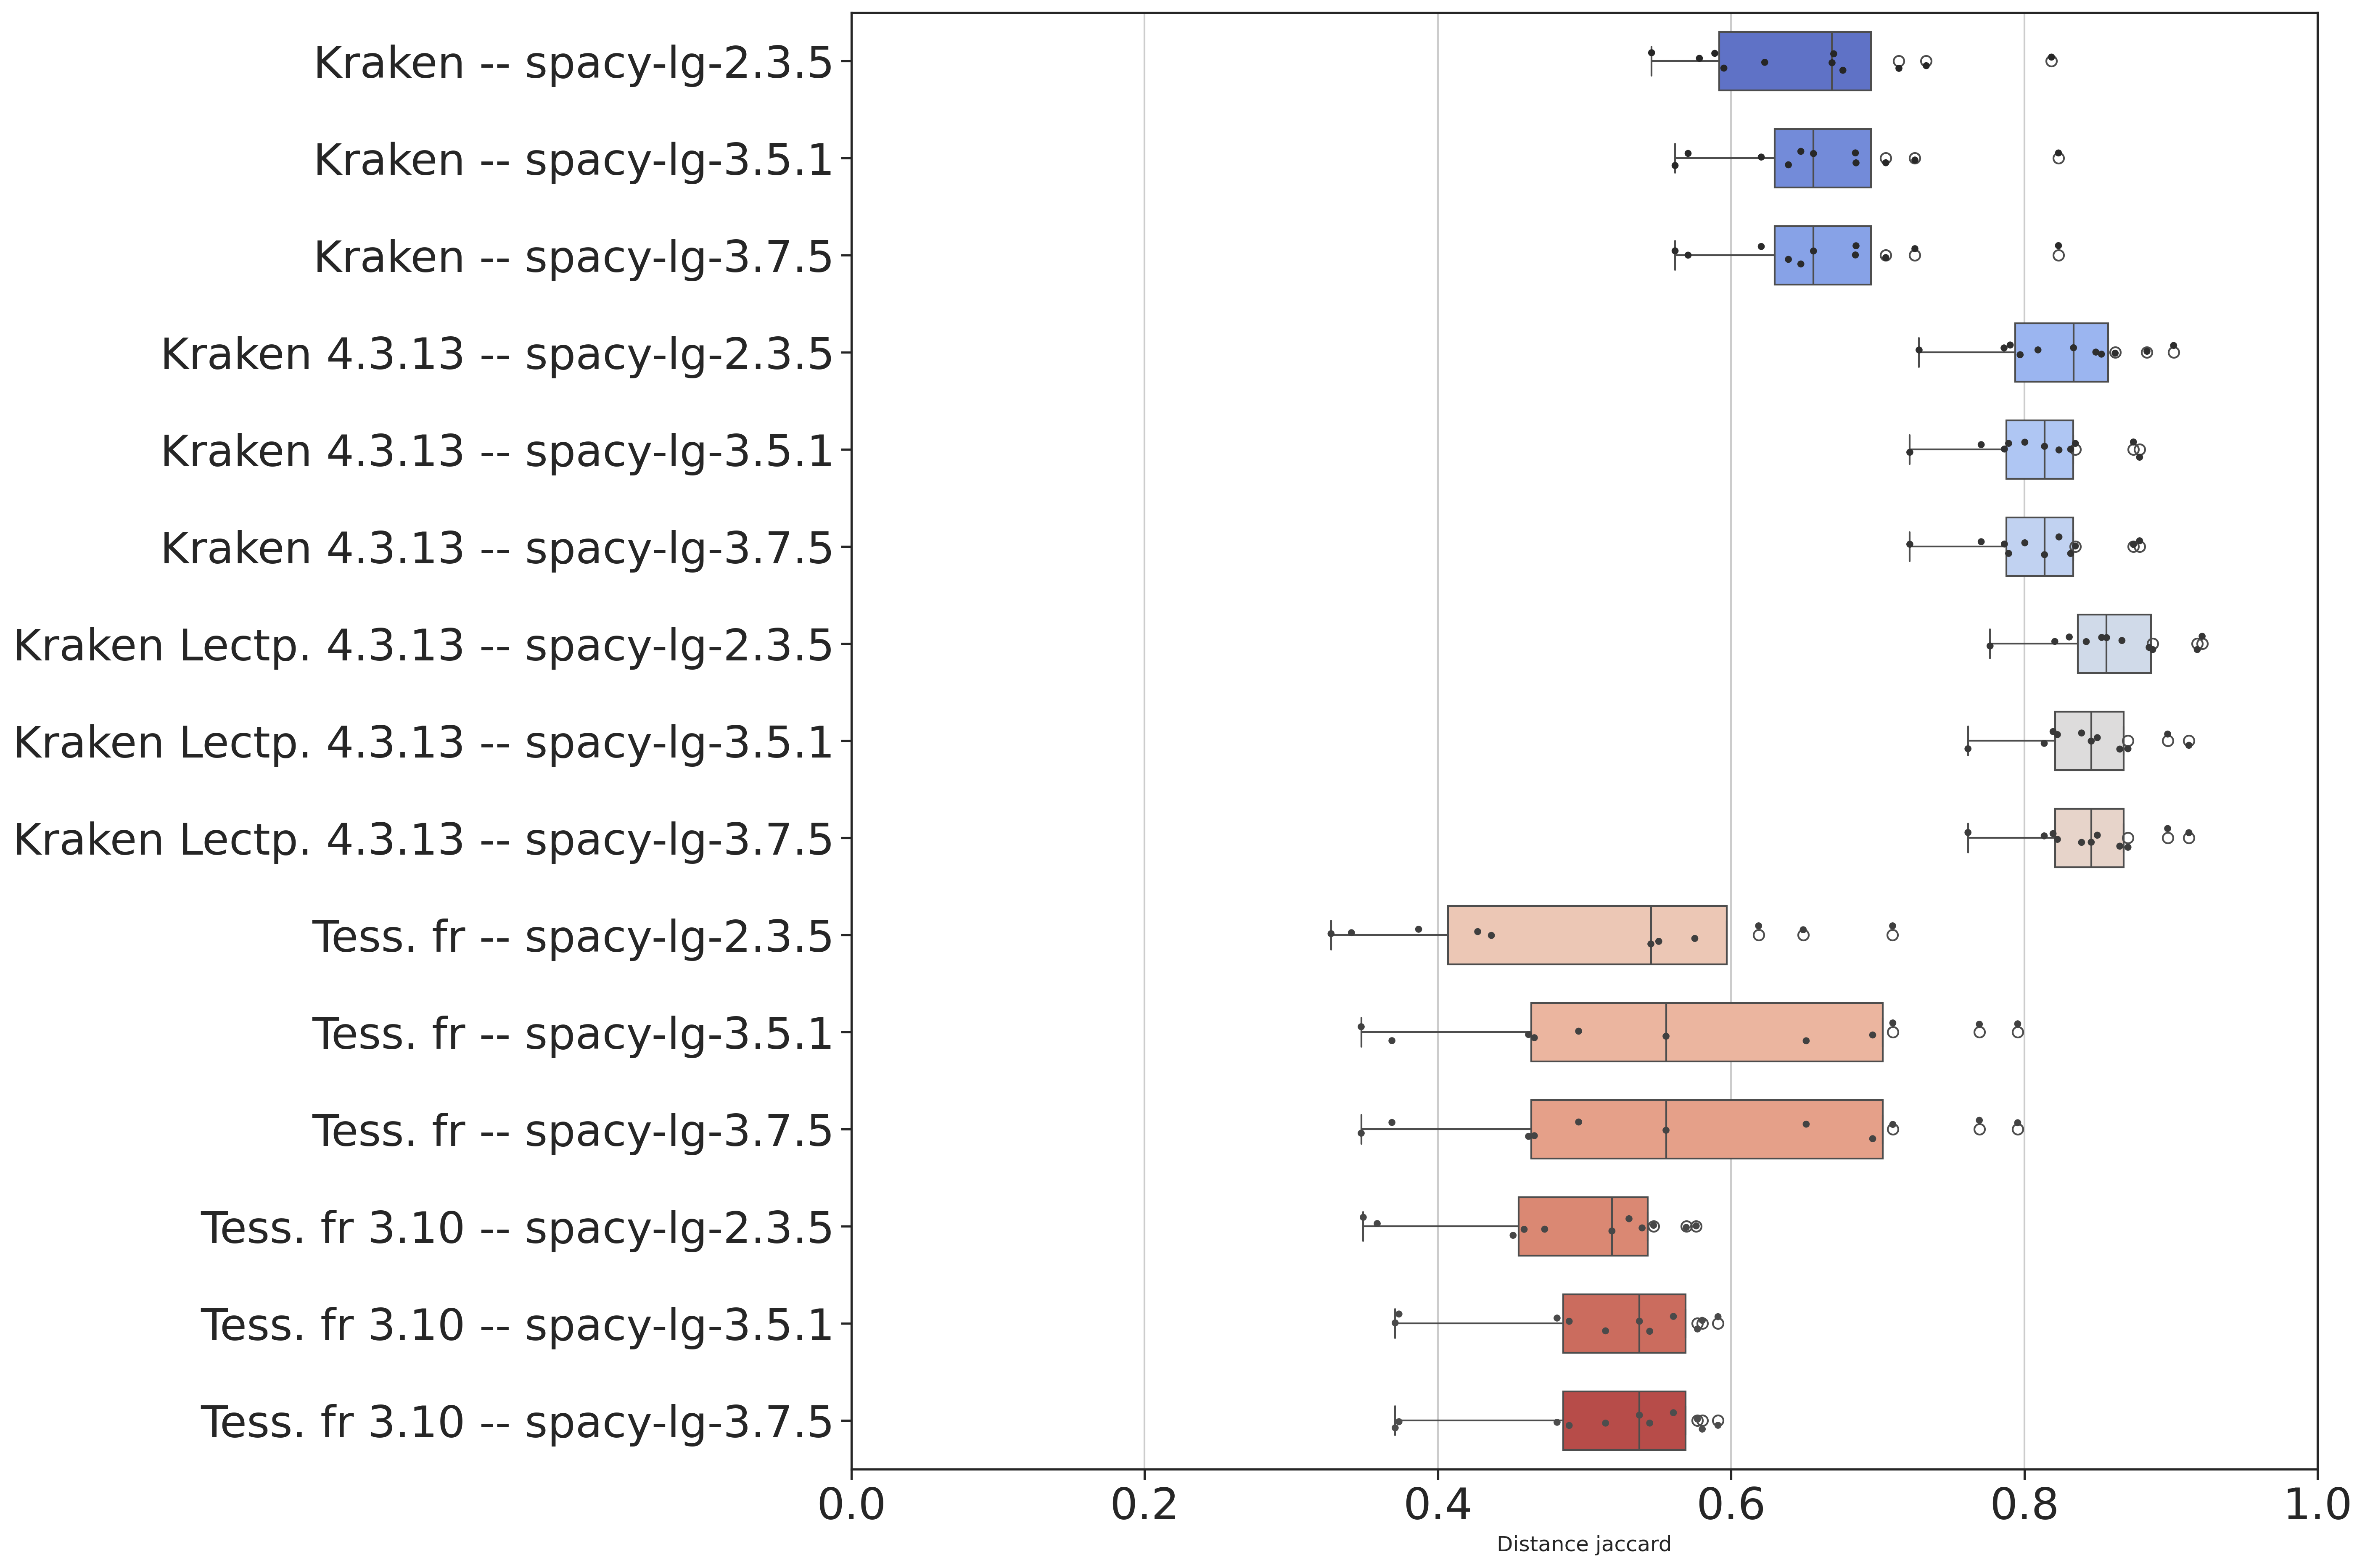 Kraken -- spacy-lg-2.3.5
Kraken -- spacy-lg-3.5.1
Kraken -- spacy-lg-3.7.5
Kraken 4.3.13 -- spacy-lg-2.3.5
Kraken 4.3.13 -- spacy-lg-3.5.1
Kraken 4.3.13 -- spacy-lg-3.7.5
Kraken Lectp. 4.3.13 -- spacy-lg-2.3.5
Kraken Lectp. 4.3.13 -- spacy-lg-3.5.1
Kraken Lectp. 4.3.13 -- spacy-lg-3.7.5
Tess. fr -- spacy-lg-2.3.5
Tess. fr -- spacy-lg-3.5.1
Tess. fr -- spacy-lg-3.7.5
Tess. fr 3.10 -- spacy-lg-2.3.5
Tess. fr 3.10 -- spacy-lg-3.5.1
Tess. fr 3.10 -- spacy-lg-3.7.5
0.0 0.2 0.4 0.6 0.8 1.0
Distance jaccard